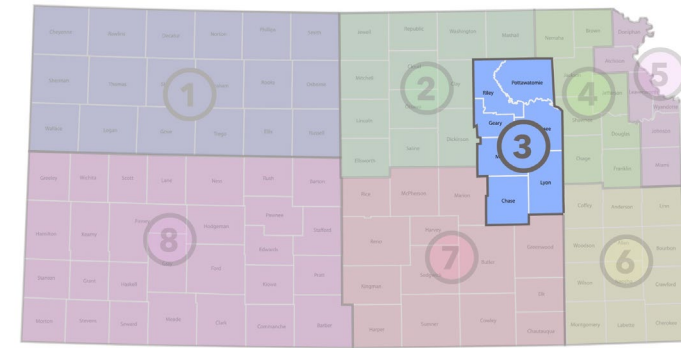 Cheyenne Rawlins Decatur Norton Phillips Smith
Jewell Republic Washington Marshall
Nemaha Brown Doniphan
Atchison
Pottawatomie
Riley
Sherman Thomas Rooks Osborne
1
Mitchell Cloud Clay
2
4
5
Geary
Shawnee
Wallace Logan Gove Trego Ellis Russell
Lincoln
Saline Dickinson
Ellsworth
3
Douglas Johnson
Osage Franklin Miami
Lyon
Chase
Greeley Wichita Scott Lane Ness Rush Barton
Rice McPherson Marion
Coffey Anderson Linn
Hamilton Kearny Finney Hodgeman Pawnee Stafford
8
Edwards
Ford
Reno Harvey
7
Sedgwick Butler
Greenwood
Woodson Allen Bourbon
6
Stanton Grant Haskell Kiowa Pratt
Kingman
Elk
Wilson Crawford
Morton Stevens Seward Meade Clark Comanche Barber
Harper Sumner Cowley Chautauqua
Montgomery Labette Cherokee